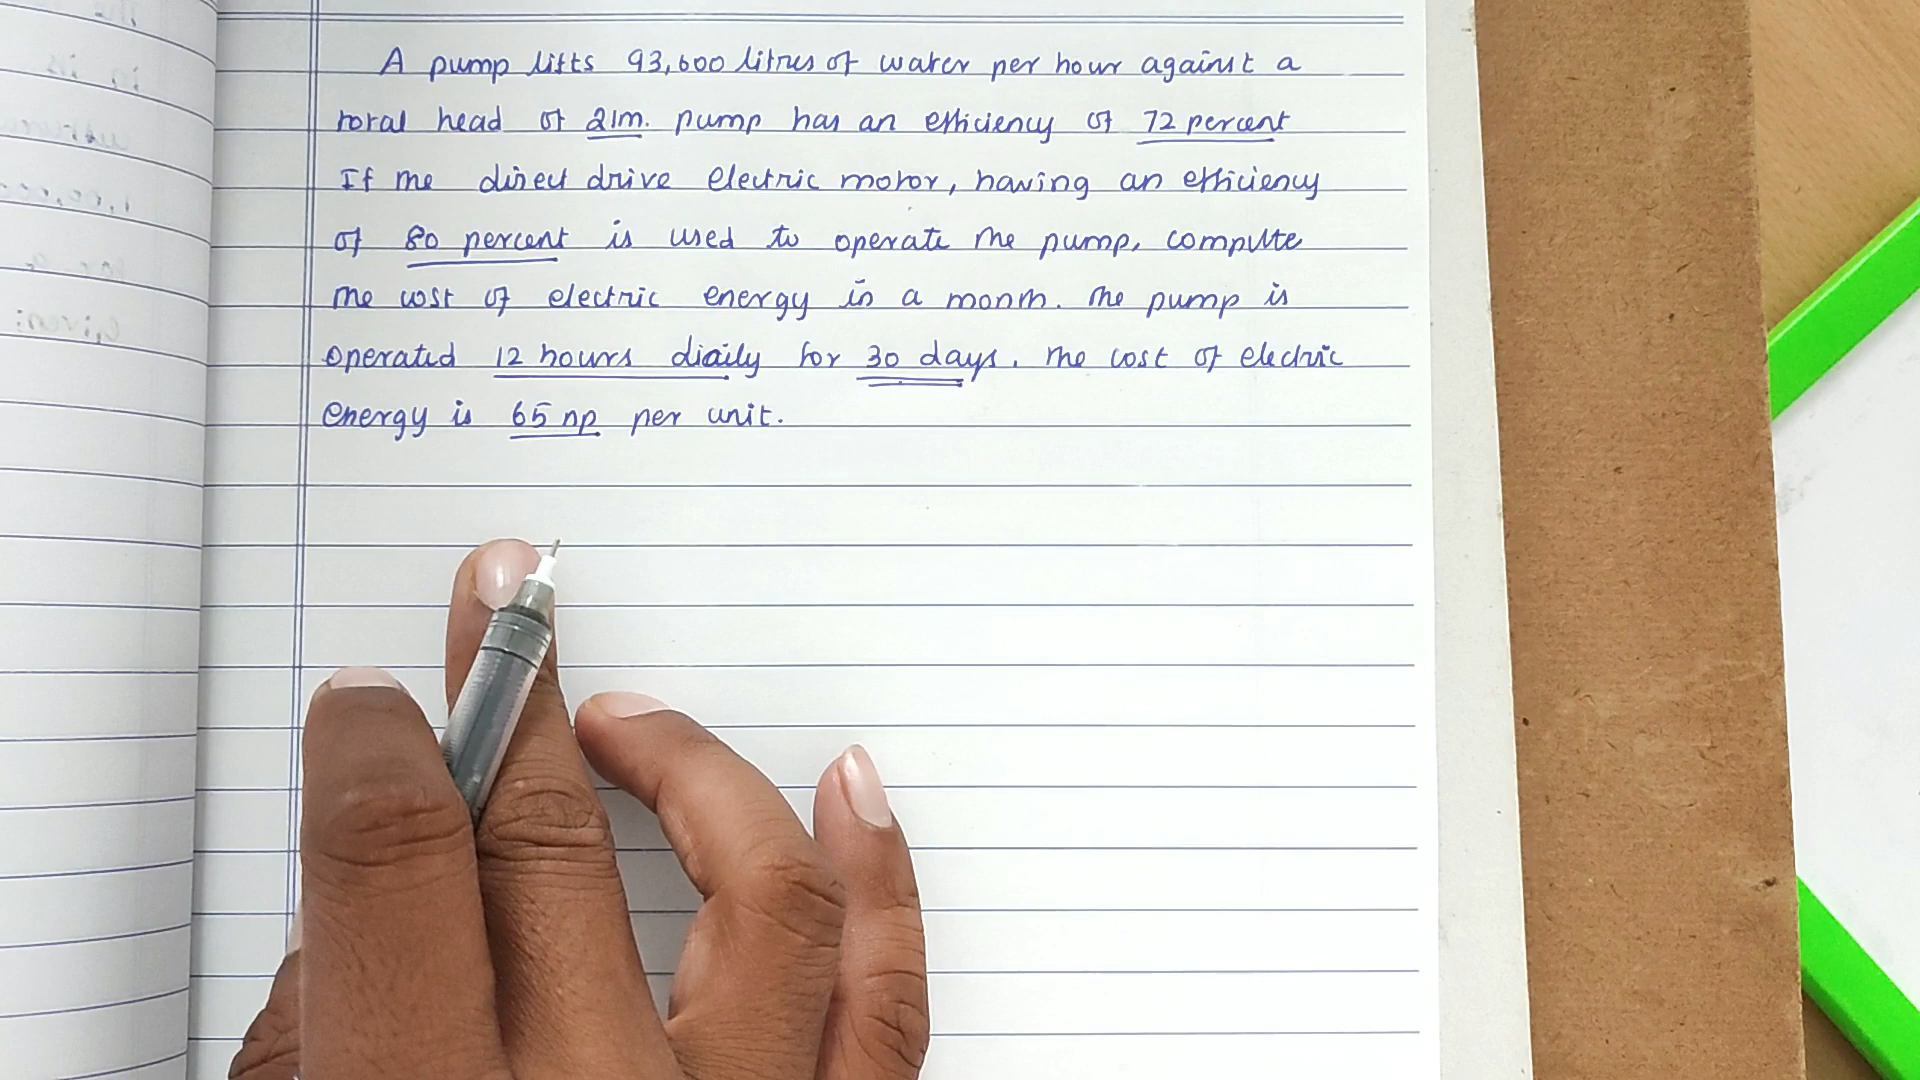 A pump lifts 93,600 litres of water per hour against a
total head of 21m. pump has an efficiency of 72 percent
If the direct drive electric motor, having an efficiency
of 80 percent is used to operate the pump, compute
the cost of electric energy in a month. The pump is
operated 12 hours diaily for 30 days. The cost of electric
energy is 65 np per unit.